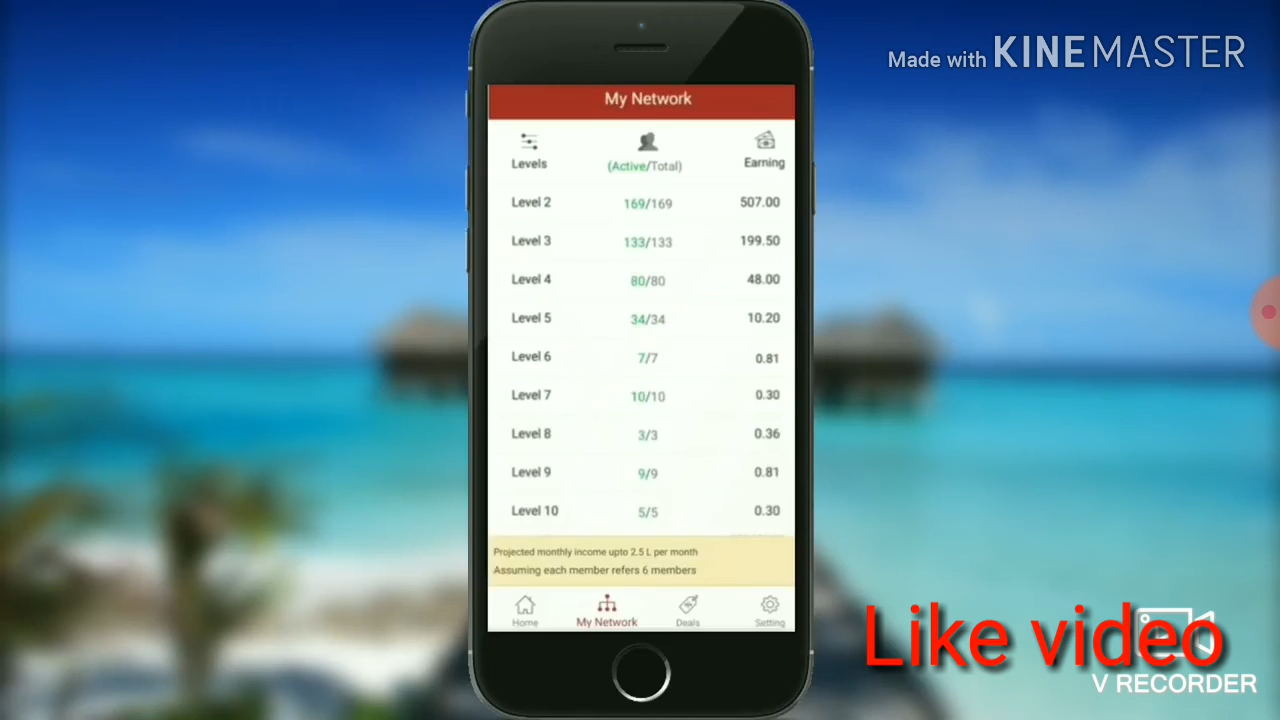 Made with KINEMASTER
My Network
Levels (Active/Total) Earning
Level 2 169/169 507.00
Level 3 133/133 199.50
Level 4 80/80 48.00
Level 5 34/34 10.20
Level 6 7/7 0.81
Level 7 10/10 0.30
Level 8 3/3 0.36
Level 9 9/9 0.81
Level 10 5/5 0.30
Projected monthly income upto 2.5 L per month
Assuming each member refers 6 members
Home My Network Deals Setting
Like video
V RECORDER